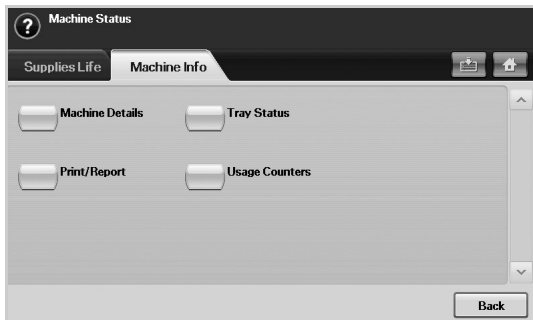 ?
Machine Status
Supplies Life
Machine Info
Machine Details
Tray Status
Print/Report
Usage Counters
Back